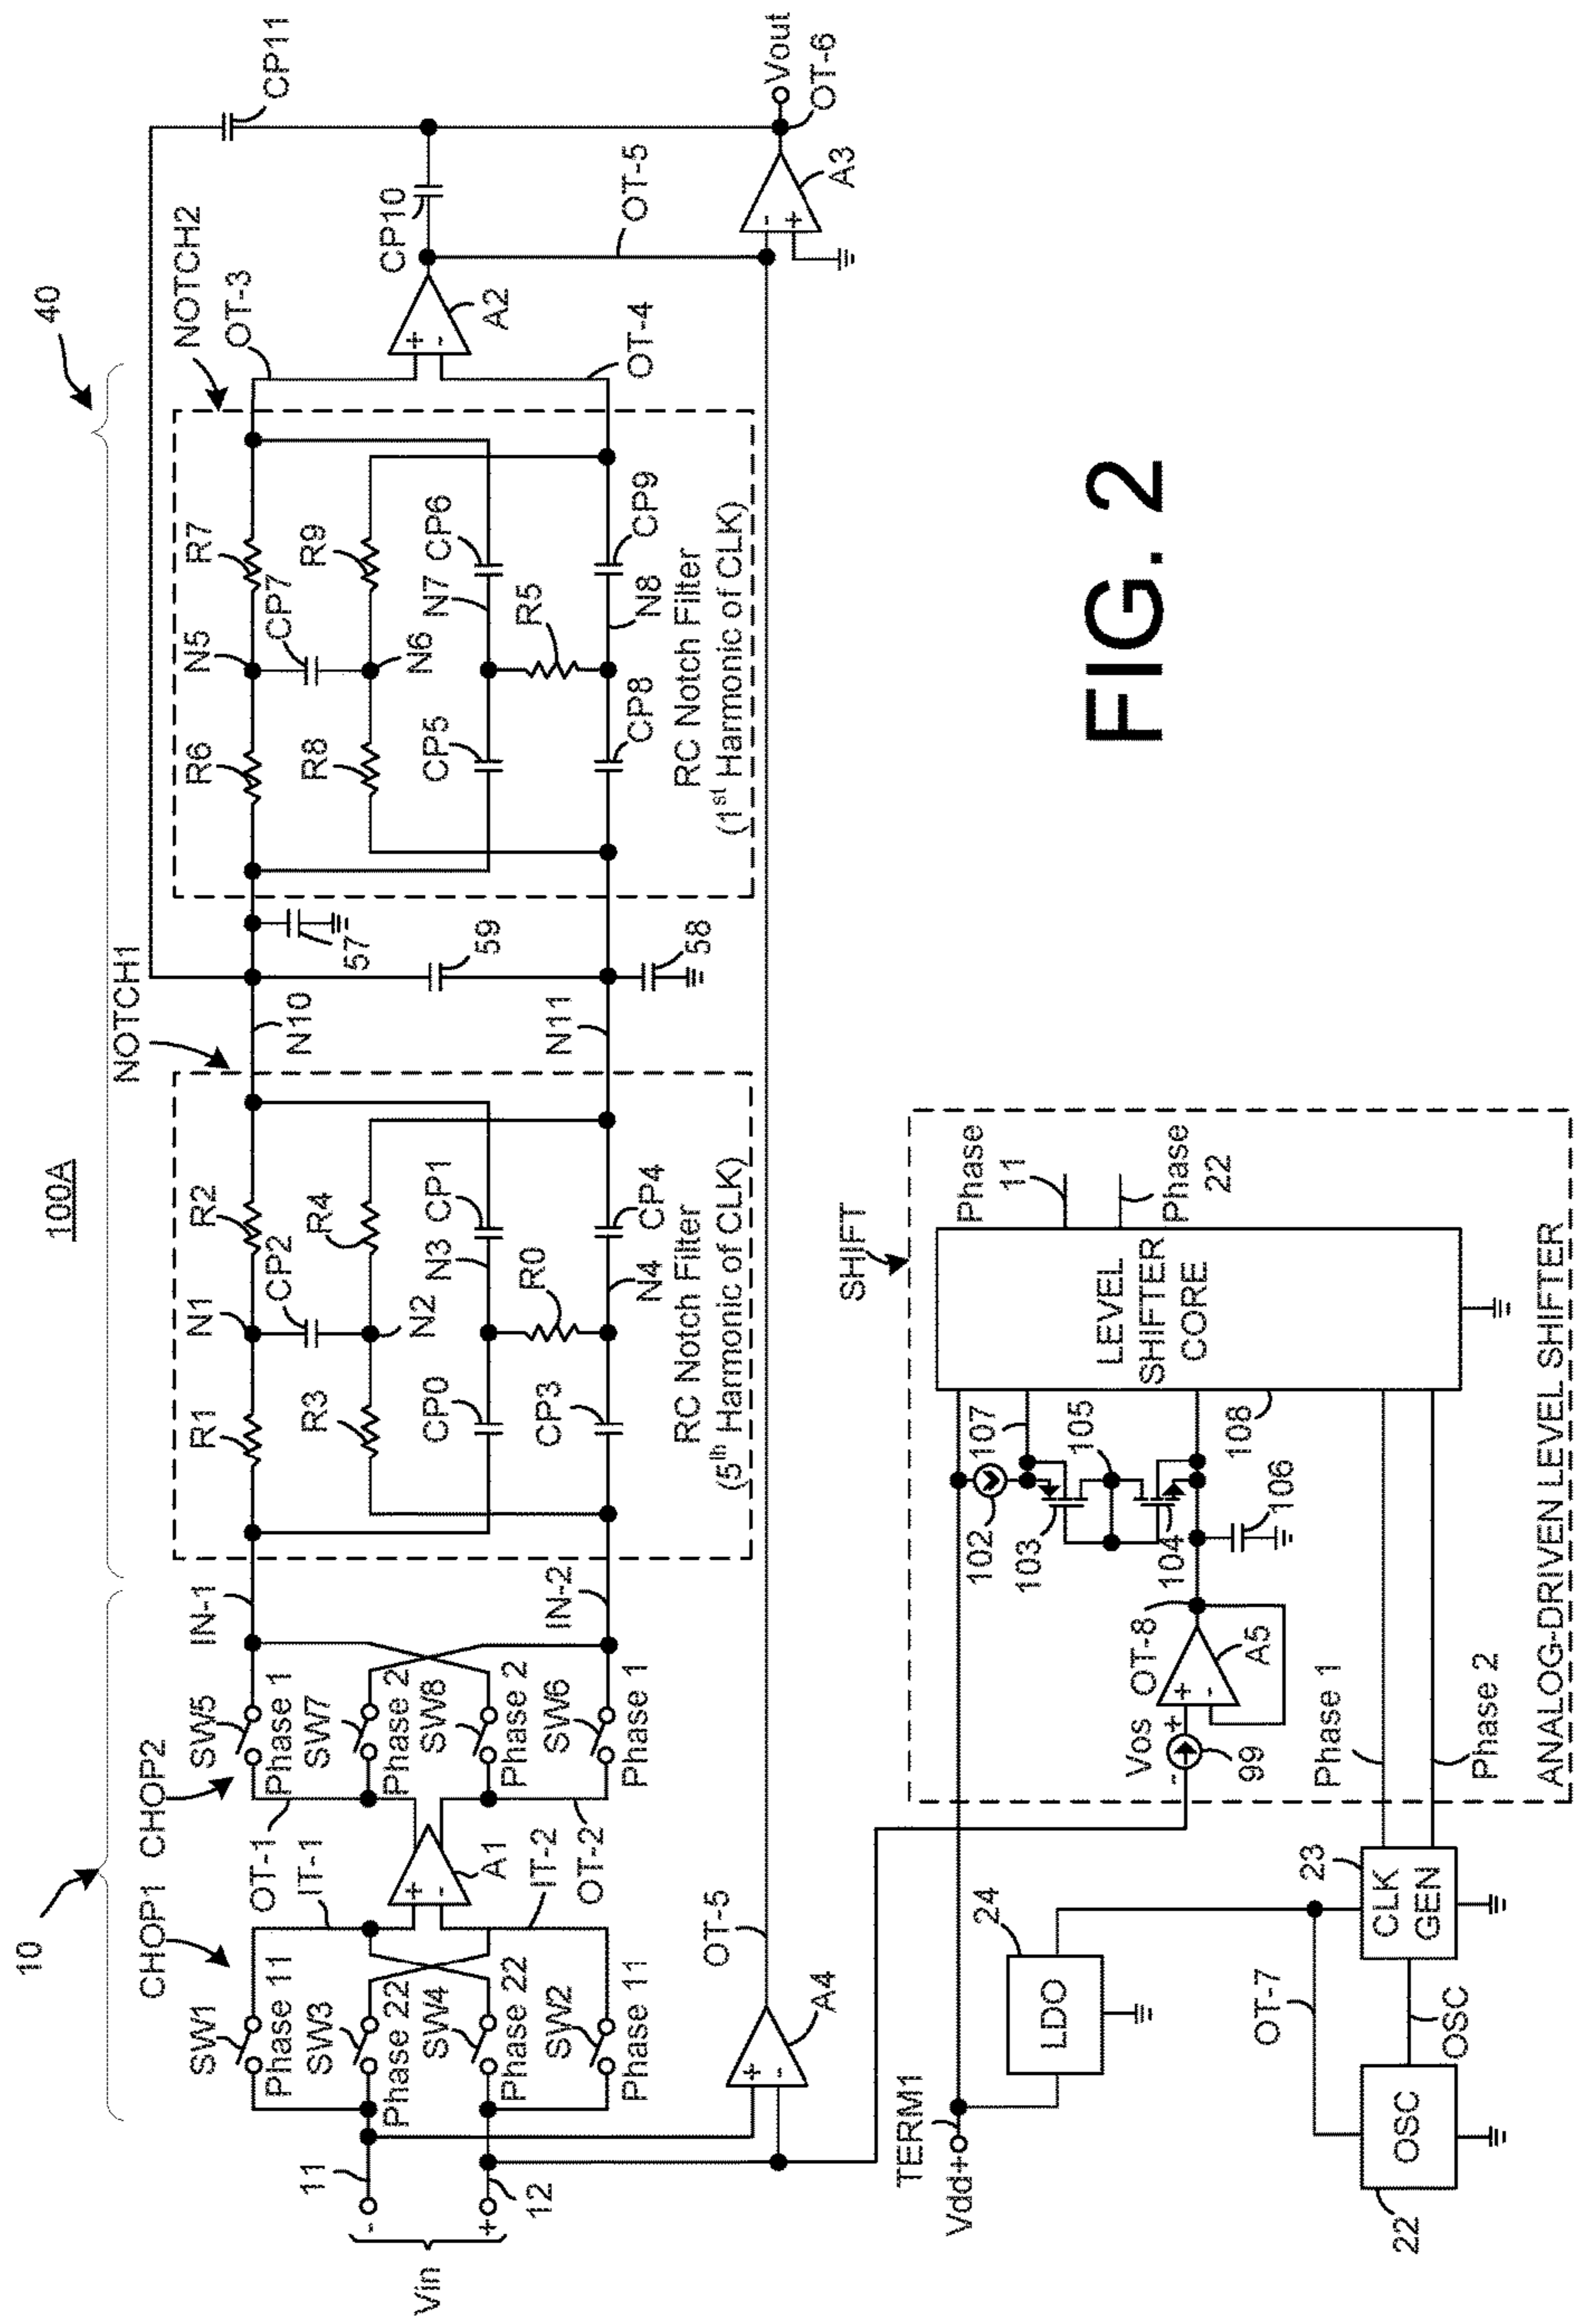 100A
40
10
CHOP1
CHOP2
NOTCH1
NOTCH2
CP11
SW1
Phase 11
SW3
Phase 22
SW4
Phase 22
SW2
Phase 11
OT-1
IT-1
+
-
A1
IT-2
OT-2
SW5
Phase 1
SW7
Phase 2
SW8
Phase 2
SW6
Phase 1
IN-1
IN-2
R1
N1
R2
CP2
R3
N2
R4
CP0
N3
CP1
R0
CP3
N4
CP4
RC Notch Filter
(5th Harmonic of CLK)
N10
57
59
N11
58
R6
N5
R7
CP7
R8
N6
R9
CP5
N7
CP6
R5
CP8
N8
CP9
RC Notch Filter
(1st Harmonic of CLK)
OT-3
+
-
A2
OT-4
CP10
OT-5
-
+
A3
Vout
OT-6
Vin
-
11
+
12
+
-
A4
OT-5
TERM1
Vdd+
24
LDO
OT-7
22
OSC
OSC
23
CLK
GEN
Phase 1
Phase 2
SHIFT
Vos
-
+
99
OT-8
+
-
A5
102
103
104
105
106
107
108
LEVEL
SHIFTER
CORE
Phase
11
Phase
22
ANALOG-DRIVEN LEVEL SHIFTER
FIG. 2